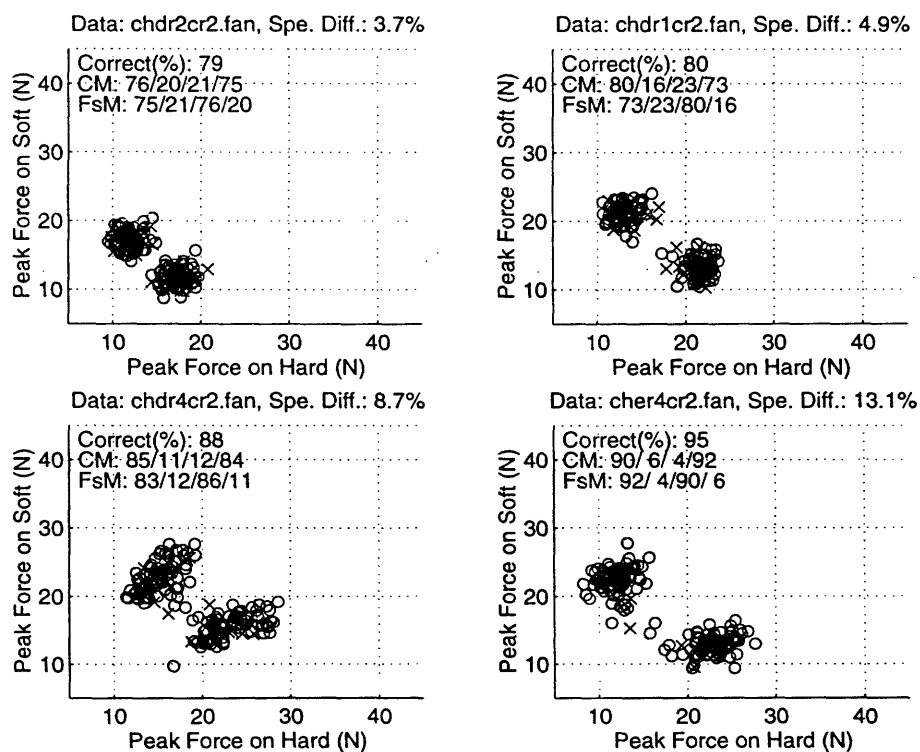 Data: chdr2cr2.fan, Spe. Diff.: 3.7%
Correct(%): 79
CM: 76/20/21/75
FsM: 75/21/76/20
Peak Force on Soft (N)
40
30
20
10
10 20 30 40
Peak Force on Hard (N)
Data: chdr1cr2.fan, Spe. Diff.: 4.9%
Correct(%): 80
CM: 80/16/23/73
FsM: 73/23/80/16
Peak Force on Soft (N)
40
30
20
10
10 20 30 40
Peak Force on Hard (N)
Data: chdr4cr2.fan, Spe. Diff.: 8.7%
Correct(%): 88
CM: 85/11/12/84
FsM: 83/12/86/11
Peak Force on Soft (N)
40
30
20
10
10 20 30 40
Peak Force on Hard (N)
Data: cher4cr2.fan, Spe. Diff.: 13.1%
Correct(%): 95
CM: 90/ 6/ 4/92
FsM: 92/ 4/90/ 6
Peak Force on Soft (N)
40
30
20
10
10 20 30 40
Peak Force on Hard (N)